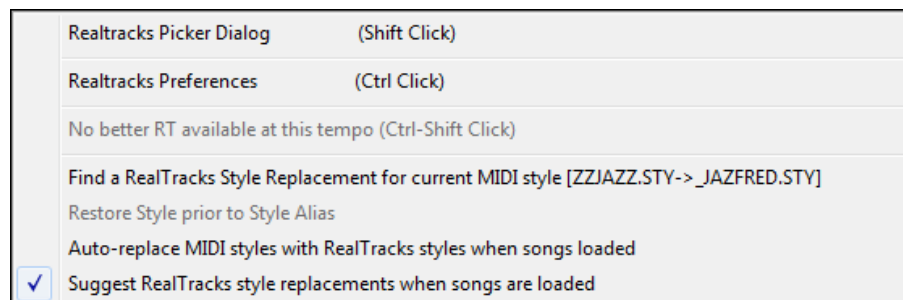 Realtracks Picker Dialog (Shift Click)
Realtracks Preferences (Ctrl Click)
No better RT available at this tempo (Ctrl-Shift Click)
Find a RealTracks Style Replacement for current MIDI style [ZZJAZZ.STY->_JAZFRED.STY]
Restore Style prior to Style Alias
Auto-replace MIDI styles with RealTracks styles when songs loaded
Suggest RealTracks style replacements when songs are loaded